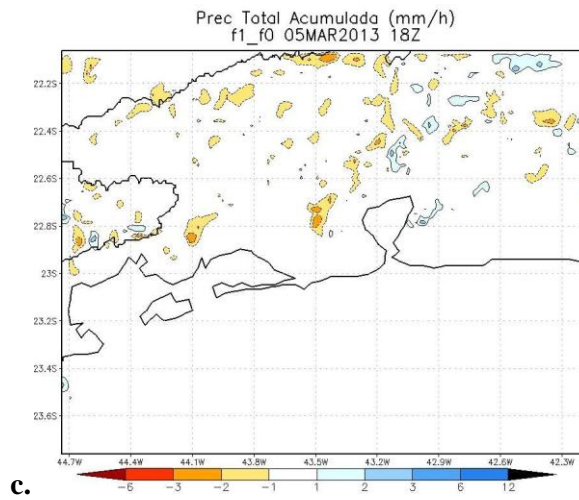 Prec Total Acumulada (mm/h)
f1_f0 05MAR2013 18Z
22.2S
22.4S
22.6S
22.8S
23S
23.2S
23.4S
23.6S
44.7W 44.4W 44.1W 43.8W 43.5W 43.2W 42.9W 42.6W 42.3W
c.
-6 -3 -2 -1 1 2 3 6 12